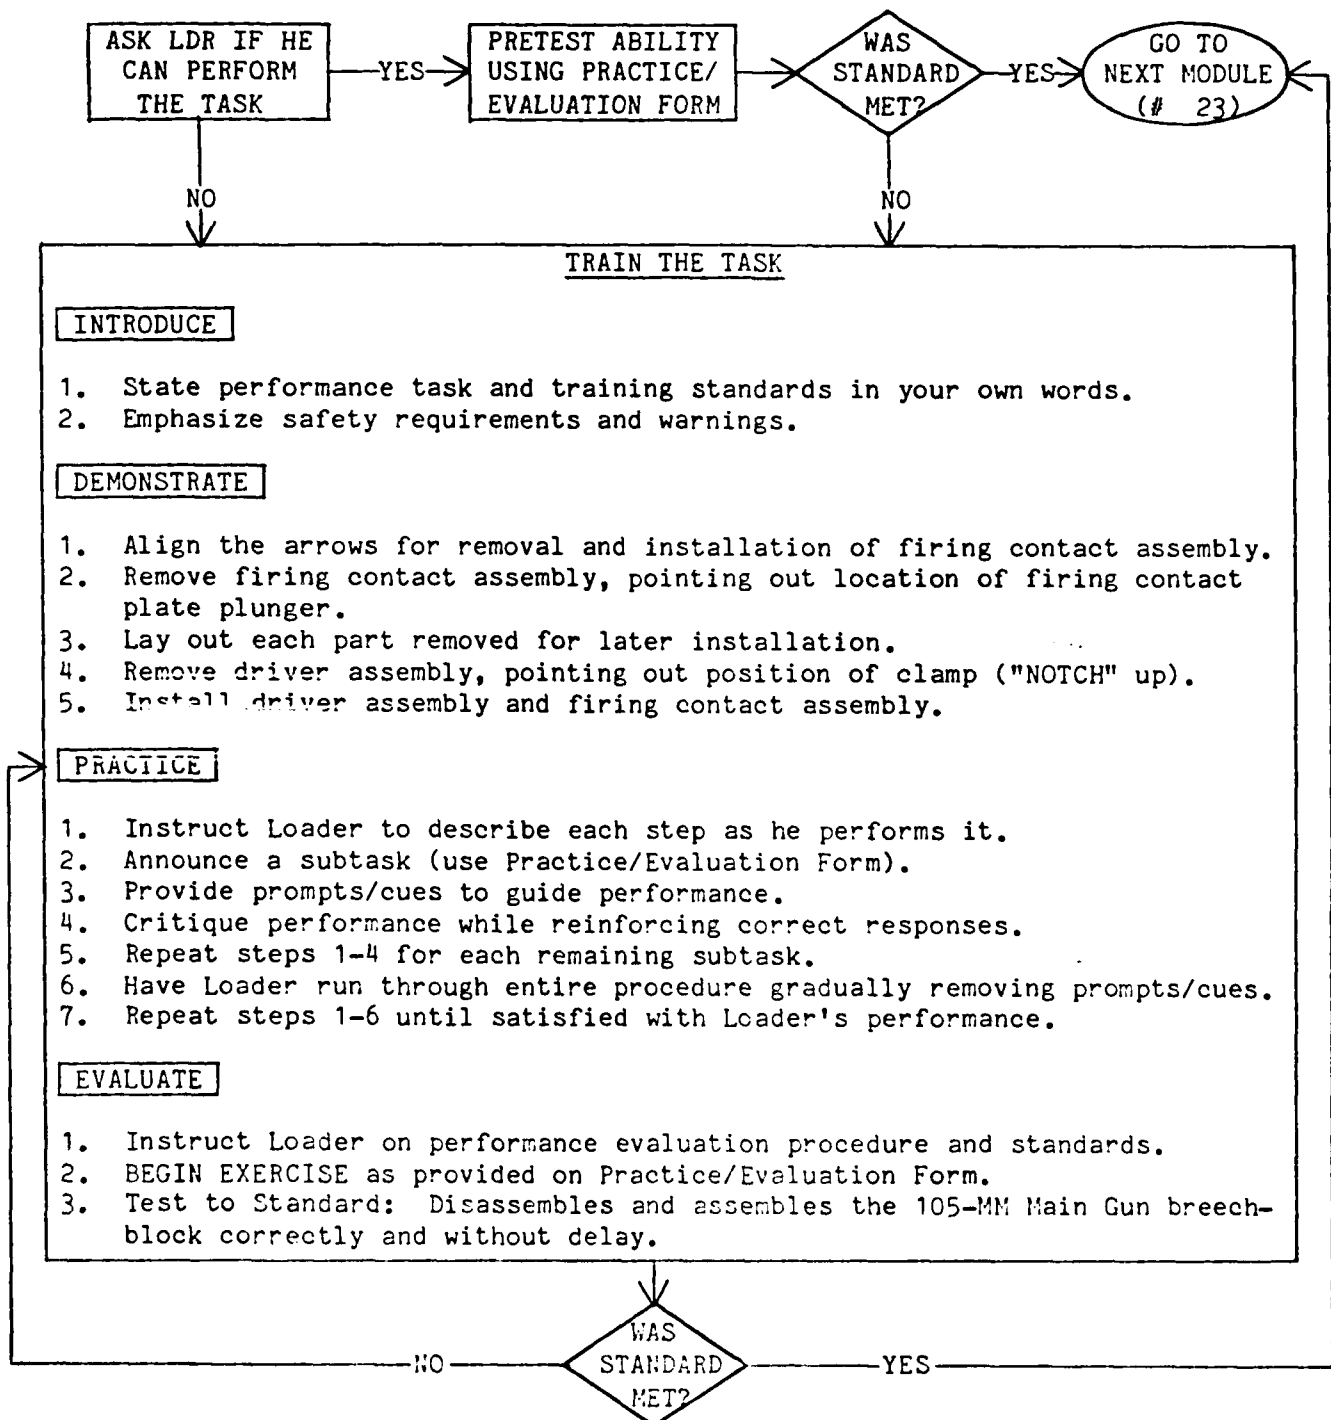 ASK LDR IF HE
CAN PERFORM
THE TASK
YES
PRETEST ABILITY
USING PRACTICE/
EVALUATION FORM
WAS
STANDARD
MET?
YES
GO TO
NEXT MODULE
(# 23)
NO
NO
TRAIN THE TASK
INTRODUCE
1. State performance task and training standards in your own words.
2. Emphasize safety requirements and warnings.
DEMONSTRATE
1. Align the arrows for removal and installation of firing contact assembly.
2. Remove firing contact assembly, pointing out location of firing contact
plate plunger.
3. Lay out each part removed for later installation.
4. Remove driver assembly, pointing out position of clamp ("NOTCH" up).
5. Install driver assembly and firing contact assembly.
PRACTICE
1. Instruct Loader to describe each step as he performs it.
2. Announce a subtask (use Practice/Evaluation Form).
3. Provide prompts/cues to guide performance.
4. Critique performance while reinforcing correct responses.
5. Repeat steps 1-4 for each remaining subtask.
6. Have Loader run through entire procedure gradually removing prompts/cues.
7. Repeat steps 1-6 until satisfied with Loader's performance.
EVALUATE
1. Instruct Loader on performance evaluation procedure and standards.
2. BEGIN EXERCISE as provided on Practice/Evaluation Form.
3. Test to Standard: Disassembles and assembles the 105-MM Main Gun breech-
block correctly and without delay.
WAS
STANDARD
MET?
NO
YES